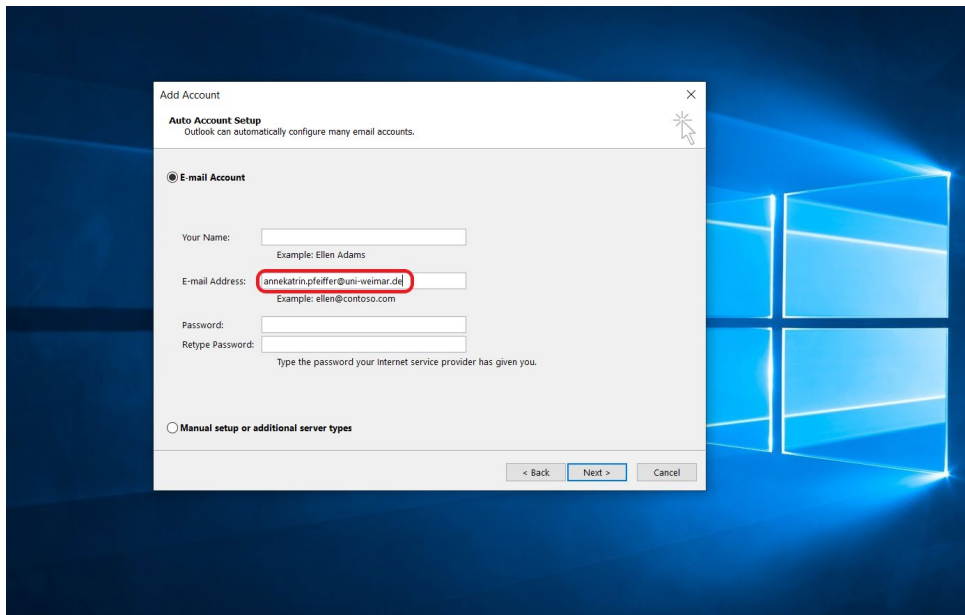 Add Account
Auto Account Setup
Outlook can automatically configure many email accounts.
E-mail Account
Your Name:
Example: Ellen Adams
E-mail Address: annekatrin.pfeiffer@uni-weimar.de
Example: ellen@contoso.com
Password:
Retype Password:
Type the password your Internet service provider has given you.
Manual setup or additional server types
< Back Next > Cancel